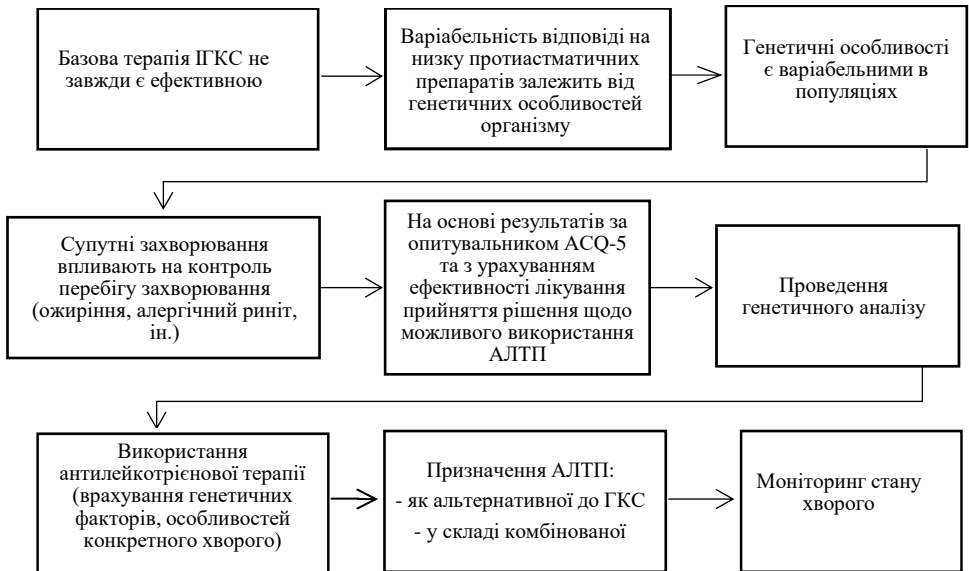 Базова терапія ІГКС не
завжди є ефективною
Варіабельність відповіді на
низку протиастматичних
препаратів залежить від
генетичних особливостей
організму
Генетичні особливості
є варіабельними в
популяціях
Супутні захворювання
впливають на контроль
перебігу захворювання
(ожиріння, алергічний риніт,
ін.)
На основі результатів за
опитувальником ACQ-5
та з урахуванням
ефективності лікування
прийняття рішення щодо
можливого використання
АЛТП
Проведення
генетичного аналізу
Використання
антилейкотрієнової терапії
(врахування генетичних
факторів, особливостей
конкретного хворого)
Призначення АЛТП:
- як альтернативної до ГКС
- у складі комбінованої
Моніторинг стану
хворого